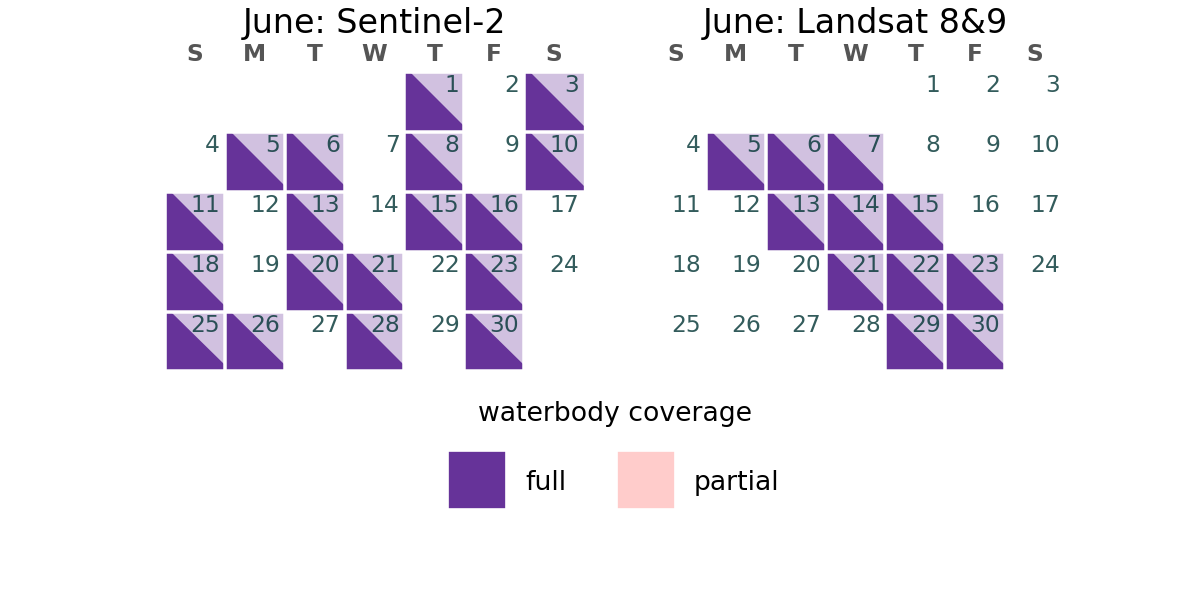 June: Sentinel-2
S M T W T F S
1 2 3
4 5 6 7 8 9 10
11 12 13 14 15 16 17
18 19 20 21 22 23 24
25 26 27 28 29 30
June: Landsat 8&9
S M T W T F S
1 2 3
4 5 6 7 8 9 10
11 12 13 14 15 16 17
18 19 20 21 22 23 24
25 26 27 28 29 30
waterbody coverage
full
partial